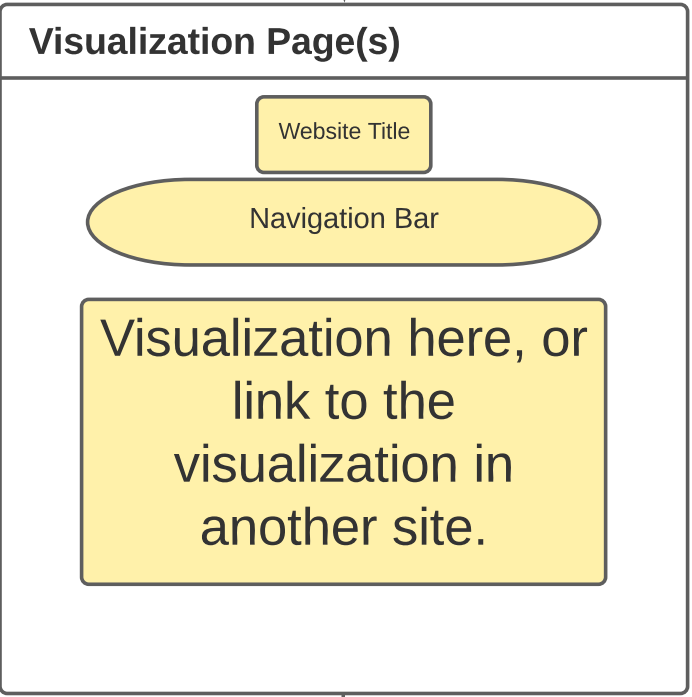 Visualization Page(s)
Website Title
Navigation Bar
Visualization here, or
link to the
visualization in
another site.